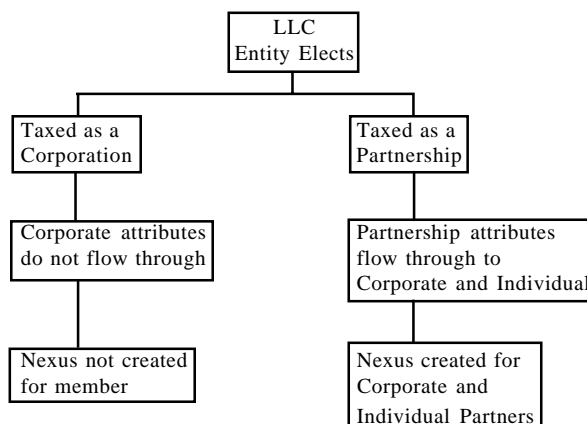 LLC
Entity Elects
Taxed as a
Corporation
Taxed as a
Partnership
Corporate attributes
do not flow through
Partnership attributes
flow through to
Corporate and Individual
Nexus not created
for member
Nexus created for
Corporate and
Individual Partners